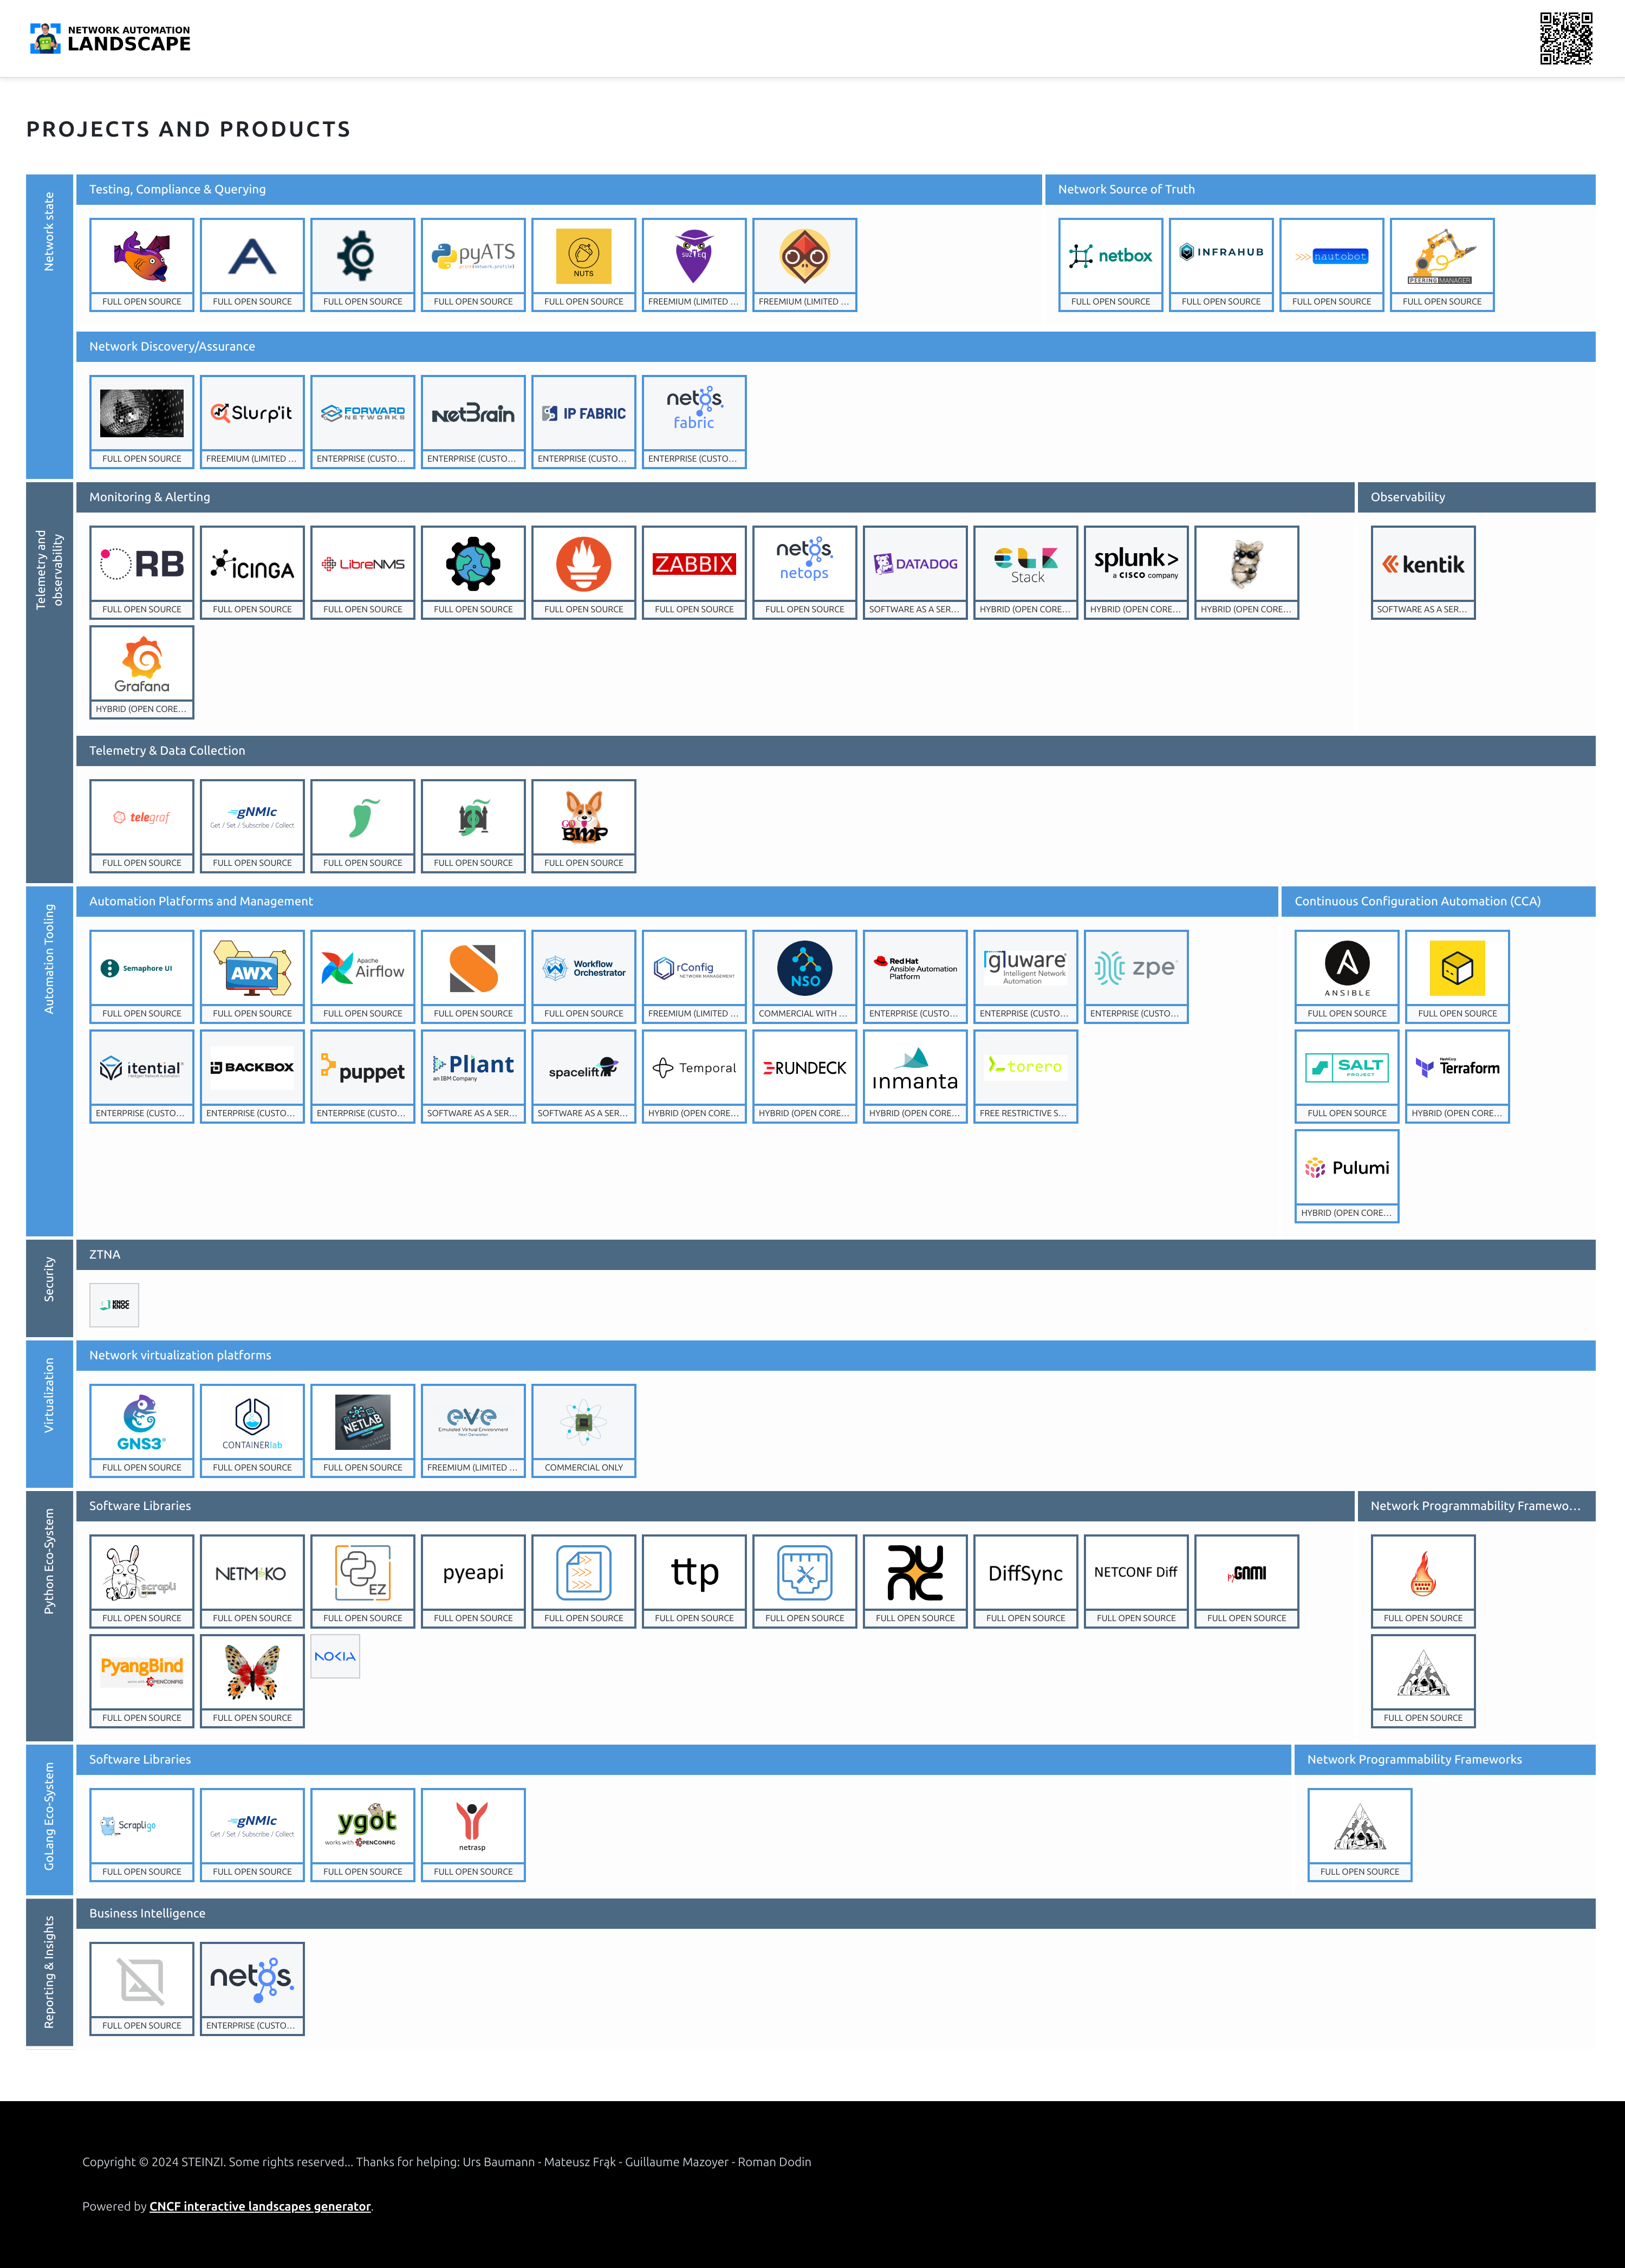 NETWORK AUTOMATION
LANDSCAPE
PROJECTS AND PRODUCTS
Network state
Testing, Compliance & Querying
Network Source of Truth
pyATS
NUTS
SUZIEQ
netbox
INFRAHUB
>>>nautobot
PEERING MANAGER
FULL OPEN SOURCE FULL OPEN SOURCE FULL OPEN SOURCE FULL OPEN SOURCE FULL OPEN SOURCE FREEMIUM (LIMITED ... FREEMIUM (LIMITED ... FULL OPEN SOURCE FULL OPEN SOURCE FULL OPEN SOURCE FULL OPEN SOURCE
Network Discovery/Assurance
Slurp'it
FORWARD
NETWORKS
netBrain
IP FABRIC
netos
fabric
FULL OPEN SOURCE FREEMIUM (LIMITED ... ENTERPRISE (CUSTO... ENTERPRISE (CUSTO... ENTERPRISE (CUSTO... ENTERPRISE (CUSTO...
Telemetry and
observability
Monitoring & Alerting
Observability
ORB
ICINGA
LibreNMS
ZABBIX
netos
netops
DATADOG
ELK
Stack
splunk>
a CISCO company
kentik
FULL OPEN SOURCE FULL OPEN SOURCE FULL OPEN SOURCE FULL OPEN SOURCE FULL OPEN SOURCE FULL OPEN SOURCE FULL OPEN SOURCE SOFTWARE AS A SER... HYBRID (OPEN CORE... HYBRID (OPEN CORE... HYBRID (OPEN CORE... SOFTWARE AS A SER...
Grafana
HYBRID (OPEN CORE...
Telemetry & Data Collection
telegraf
gNMIc
Get / Set / Subscribe / Collect
GO
BMP
FULL OPEN SOURCE FULL OPEN SOURCE FULL OPEN SOURCE FULL OPEN SOURCE FULL OPEN SOURCE
Automation Tooling
Automation Platforms and Management
Continuous Configuration Automation (CCA)
Semaphore UI
AWX
Apache
Airflow
Workflow
Orchestrator
rConfig
NETWORK MANAGEMENT
NSO
Red Hat
Ansible Automation
Platform
gluware
Intelligent Network
Automation
zpe
ANSIBLE
FULL OPEN SOURCE FULL OPEN SOURCE FULL OPEN SOURCE FULL OPEN SOURCE FULL OPEN SOURCE FREEMIUM (LIMITED ... COMMERCIAL WITH ... ENTERPRISE (CUSTO... ENTERPRISE (CUSTO... ENTERPRISE (CUSTO... FULL OPEN SOURCE FULL OPEN SOURCE
itential
BACKBOX
puppet
Pliant
an IBM Company
spacelift
Temporal
RUNDECK
inmanta
torero
SALT
PROJECT
HashiCorp
Terraform
ENTERPRISE (CUSTO... ENTERPRISE (CUSTO... ENTERPRISE (CUSTO... SOFTWARE AS A SER... SOFTWARE AS A SER... HYBRID (OPEN CORE... HYBRID (OPEN CORE... HYBRID (OPEN CORE... FREE RESTRICTIVE S... FULL OPEN SOURCE HYBRID (OPEN CORE...
Pulumi
HYBRID (OPEN CORE...
Security
ZTNA
KNOC
KNOC
Virtualization
Network virtualization platforms
GNS3
CONTAINERlab
NETLAB
eve
Emulated Virtual Environment
Next Generation
FULL OPEN SOURCE FULL OPEN SOURCE FULL OPEN SOURCE FREEMIUM (LIMITED ... COMMERCIAL ONLY
Python Eco-System
Software Libraries
Network Programmability Framewo...
scrapli
NETMIKO
EZ
pyeapi
ttp
DiffSync
NETCONF Diff
pyGNMI
FULL OPEN SOURCE FULL OPEN SOURCE FULL OPEN SOURCE FULL OPEN SOURCE FULL OPEN SOURCE FULL OPEN SOURCE FULL OPEN SOURCE FULL OPEN SOURCE FULL OPEN SOURCE FULL OPEN SOURCE FULL OPEN SOURCE FULL OPEN SOURCE
PyangBind
works with OPENCONFIG
NOKIA
FULL OPEN SOURCE FULL OPEN SOURCE FULL OPEN SOURCE
GoLang Eco-System
Software Libraries
Network Programmability Frameworks
Scrapligo
gNMIc
Get / Set / Subscribe / Collect
ygot
works with OPENCONFIG
netrasp
FULL OPEN SOURCE FULL OPEN SOURCE FULL OPEN SOURCE FULL OPEN SOURCE FULL OPEN SOURCE
Reporting & Insights
Business Intelligence
netos
FULL OPEN SOURCE ENTERPRISE (CUSTO...
Copyright © 2024 STEINZI. Some rights reserved... Thanks for helping: Urs Baumann - Mateusz Frąk - Guillaume Mazoyer - Roman Dodin
Powered by CNCF interactive landscapes generator.